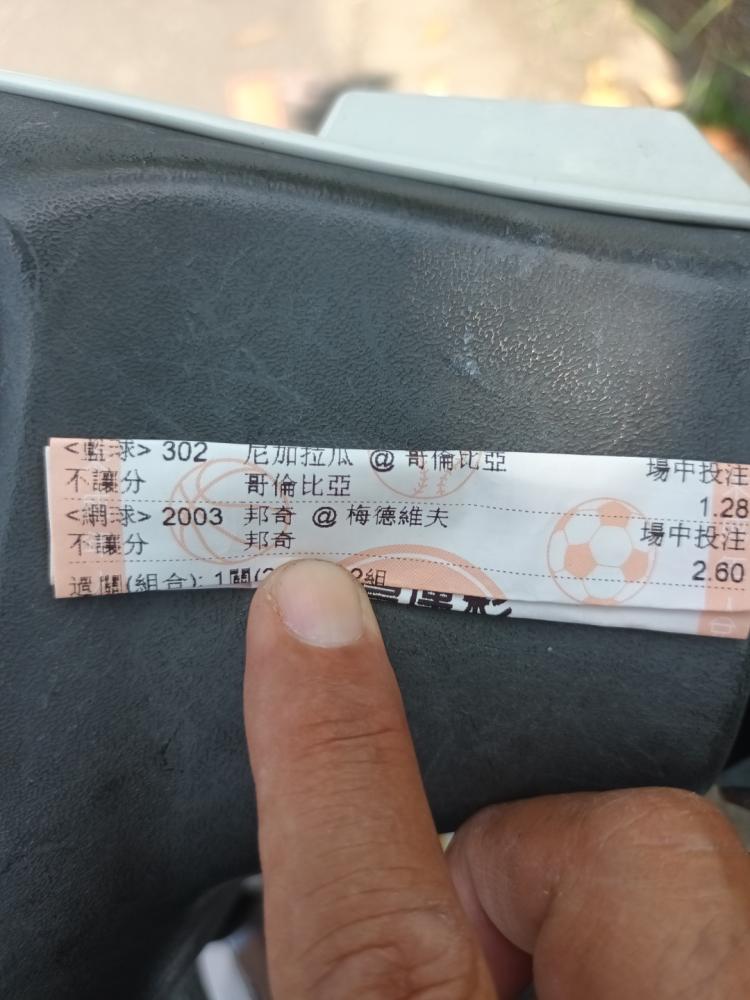 <籃球> 302 尼加拉瓜 @ 哥倫比亞 場中投注
不讓分 哥倫比亞 1.28
<網球> 2003 邦奇 @ 梅德維夫 場中投注
不讓分 邦奇 2.60
過關(組合): 1關(2 2組
運彩